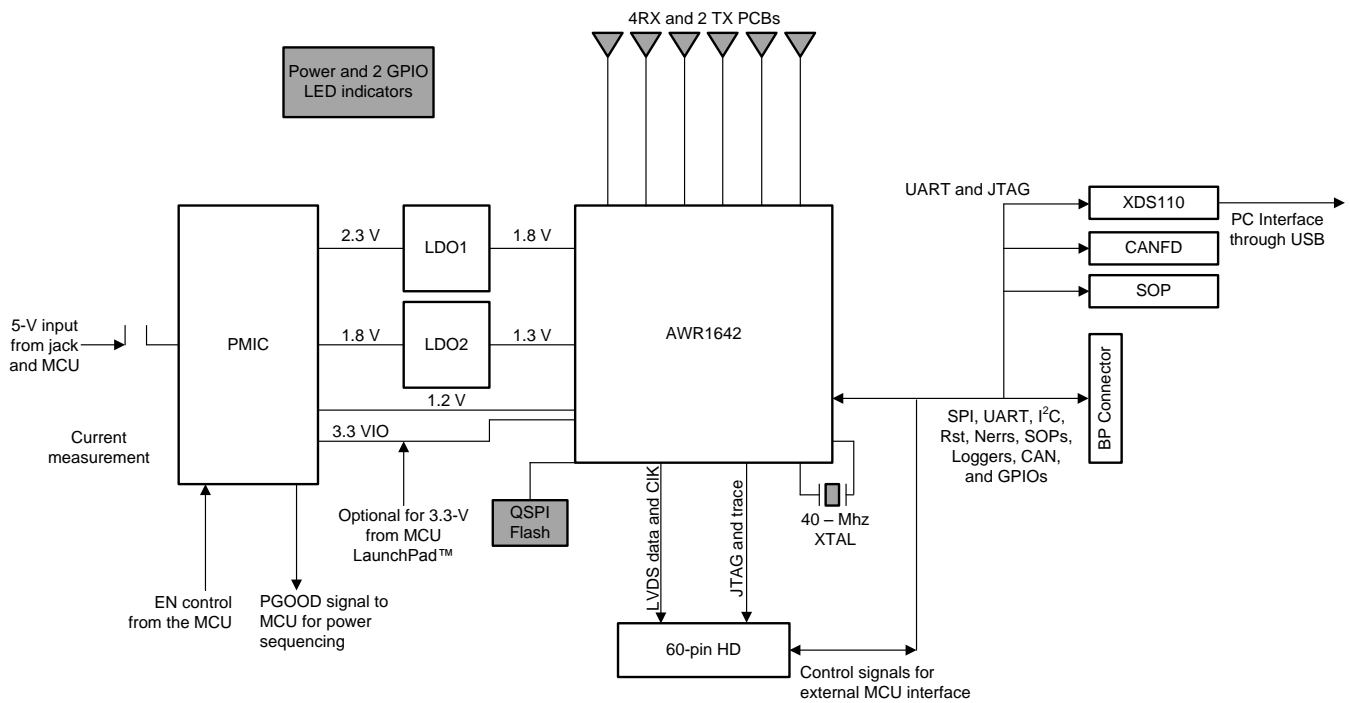 4RX and 2 TX PCBs
Power and 2 GPIO
LED indicators
UART and JTAG
XDS110
PC Interface
through USB
CANFD
SOP
2.3 V
LDO1
1.8 V
5-V input
from jack
and MCU
PMIC
1.8 V
LDO2
1.3 V
AWR1642
1.2 V
3.3 VIO
Current
measurement
SPI, UART, I²C,
Rst, Nerrs, SOPs,
Loggers, CAN,
and GPIOs
BP Connector
Optional for 3.3-V
from MCU
LaunchPad™
QSPI
Flash
LVDS data and ClK
JTAG and trace
40 – Mhz
XTAL
EN control
from the MCU
PGOOD signal to
MCU for power
sequencing
60-pin HD
Control signals for
external MCU interface